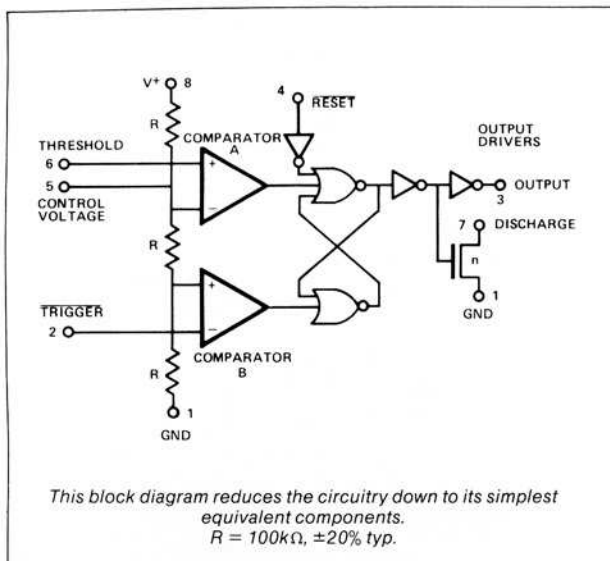 V+ 8
4
RESET
R
COMPARATOR
A
OUTPUT
DRIVERS
THRESHOLD
6
+
5
CONTROL
VOLTAGE
−
OUTPUT
3
7 DISCHARGE
n
R
1
GND
+
TRIGGER
2
−
COMPARATOR
B
R
1
GND
This block diagram reduces the circuitry down to its simplest
equivalent components.
R = 100kΩ, ±20% typ.